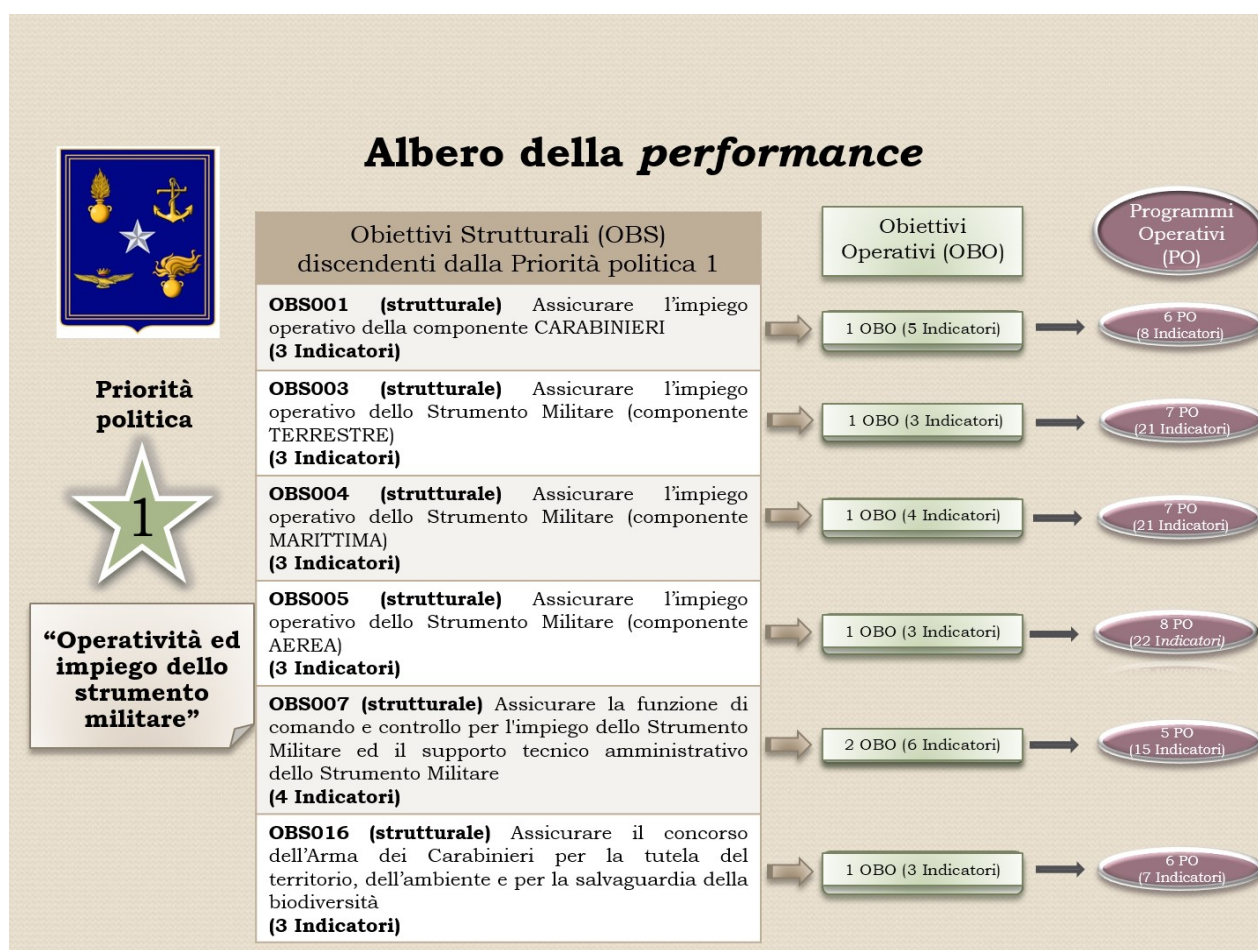 Albero della performance
Obiettivi Strutturali (OBS)
discendenti dalla Priorità politica 1
Obiettivi
Operativi (OBO)
Programmi
Operativi
(PO)
OBS001 (strutturale) Assicurare l’impiego
operativo della componente CARABINIERI
(3 Indicatori)
1 OBO (5 Indicatori)
6 PO
(8 Indicatori)
Priorità
politica
1
“Operatività ed
impiego dello
strumento
militare”
OBS003 (strutturale) Assicurare l’impiego
operativo dello Strumento Militare (componente
TERRESTRE)
(3 Indicatori)
1 OBO (3 Indicatori)
7 PO
(21 Indicatori)
OBS004 (strutturale) Assicurare l’impiego
operativo dello Strumento Militare (componente
MARITTIMA)
(3 Indicatori)
1 OBO (4 Indicatori)
7 PO
(21 Indicatori)
OBS005 (strutturale) Assicurare l’impiego
operativo dello Strumento Militare (componente
AEREA)
(3 Indicatori)
1 OBO (3 Indicatori)
8 PO
(22 Indicatori)
OBS007 (strutturale) Assicurare la funzione di
comando e controllo per l'impiego dello Strumento
Militare ed il supporto tecnico amministrativo
dello Strumento Militare
(4 Indicatori)
2 OBO (6 Indicatori)
5 PO
(15 Indicatori)
OBS016 (strutturale) Assicurare il concorso
dell’Arma dei Carabinieri per la tutela del
territorio, dell’ambiente e per la salvaguardia della
biodiversità
(3 Indicatori)
1 OBO (3 Indicatori)
6 PO
(7 Indicatori)